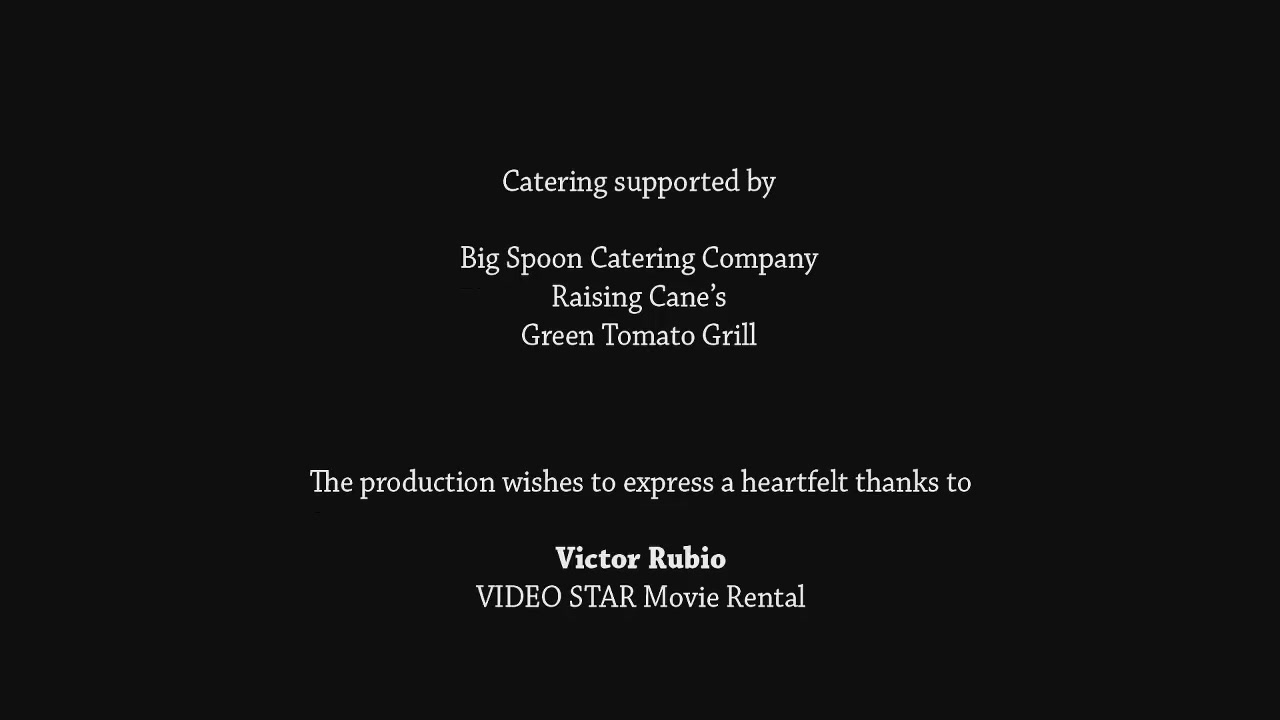 Catering supported by
Big Spoon Catering Company
Raising Cane’s
Green Tomato Grill
The production wishes to express a heartfelt thanks to
Victor Rubio
VIDEO STAR Movie Rental